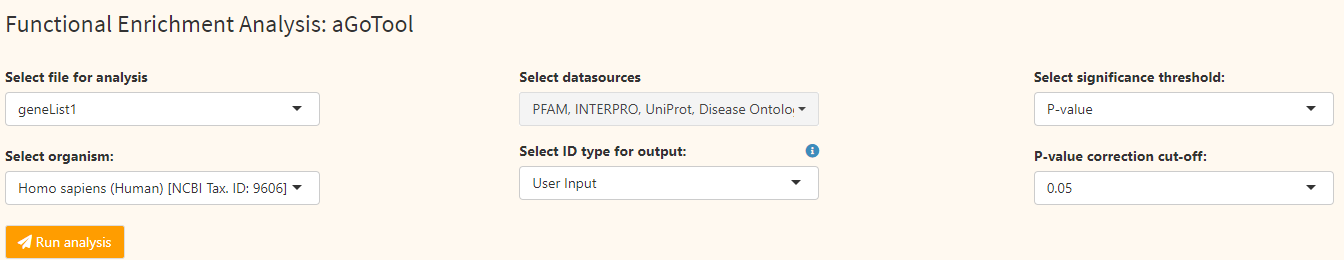 Functional Enrichment Analysis: aGoTool
Select file for analysis
geneList1
Select organism:
Homo sapiens (Human) [NCBI Tax. ID: 9606]
Run analysis
Select datasources
PFAM, INTERPRO, UniProt, Disease Ontolog
Select ID type for output:
User Input
Select significance threshold:
P-value
P-value correction cut-off:
0.05